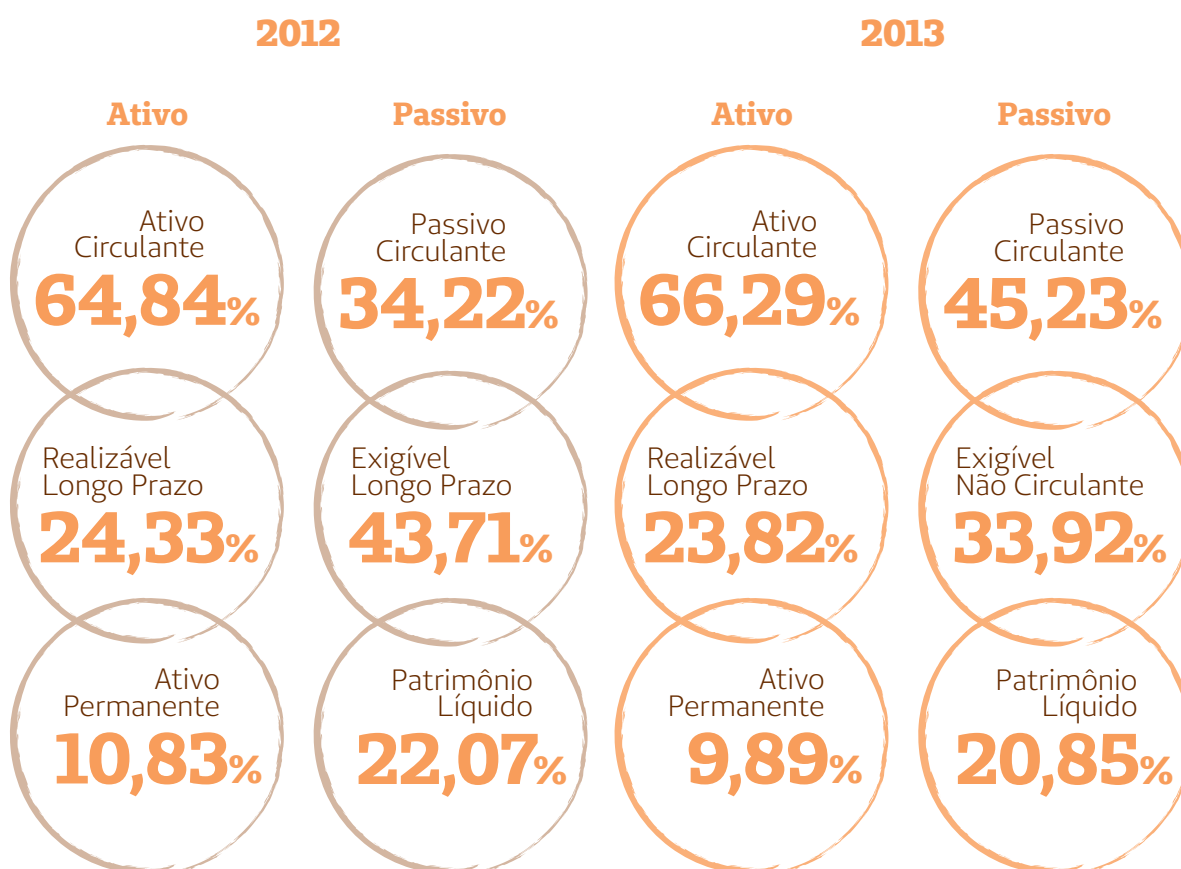 2012
2013
Ativo
Passivo
Ativo
Passivo
Ativo
Circulante
64,84%
Passivo
Circulante
34,22%
Ativo
Circulante
66,29%
Passivo
Circulante
45,23%
Realizável
Longo Prazo
24,33%
Exigível
Longo Prazo
43,71%
Realizável
Longo Prazo
23,82%
Exigível
Não Circulante
33,92%
Ativo
Permanente
10,83%
Patrimônio
Líquido
22,07%
Ativo
Permanente
9,89%
Patrimônio
Líquido
20,85%